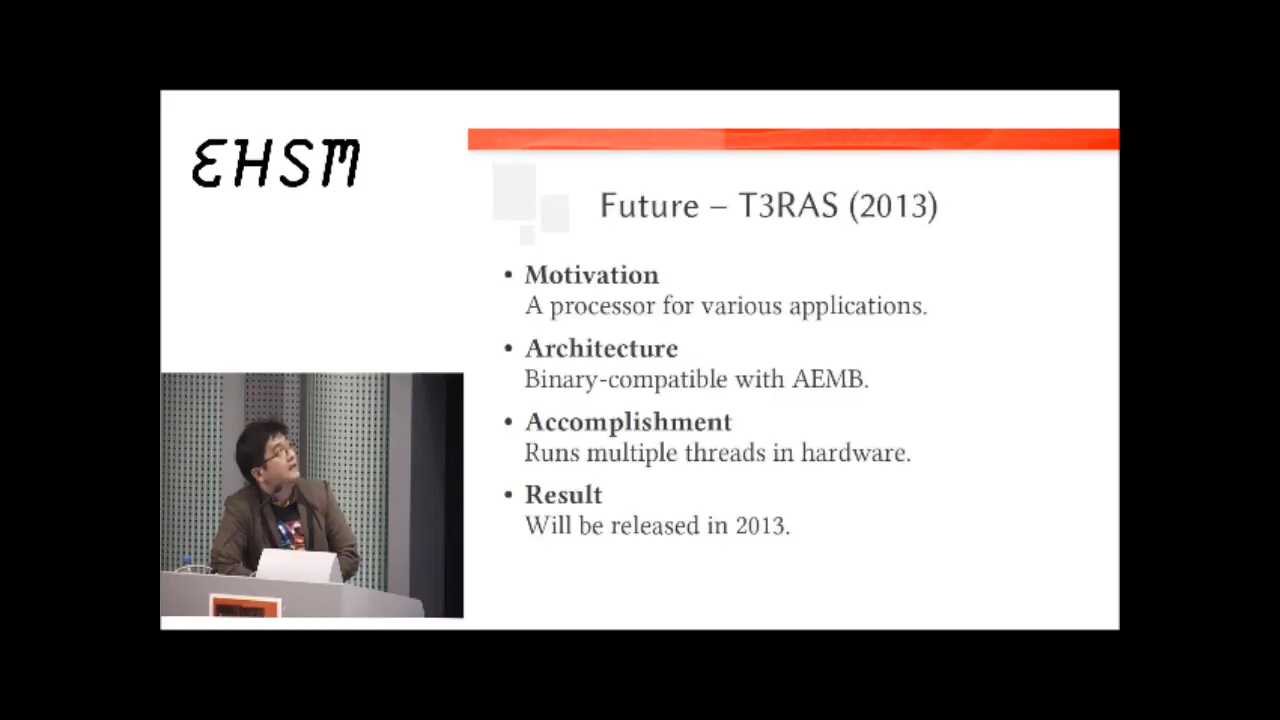 EHSM
Future – T3RAS (2013)
• Motivation
A processor for various applications.
• Architecture
Binary-compatible with AEMB.
• Accomplishment
Runs multiple threads in hardware.
• Result
Will be released in 2013.